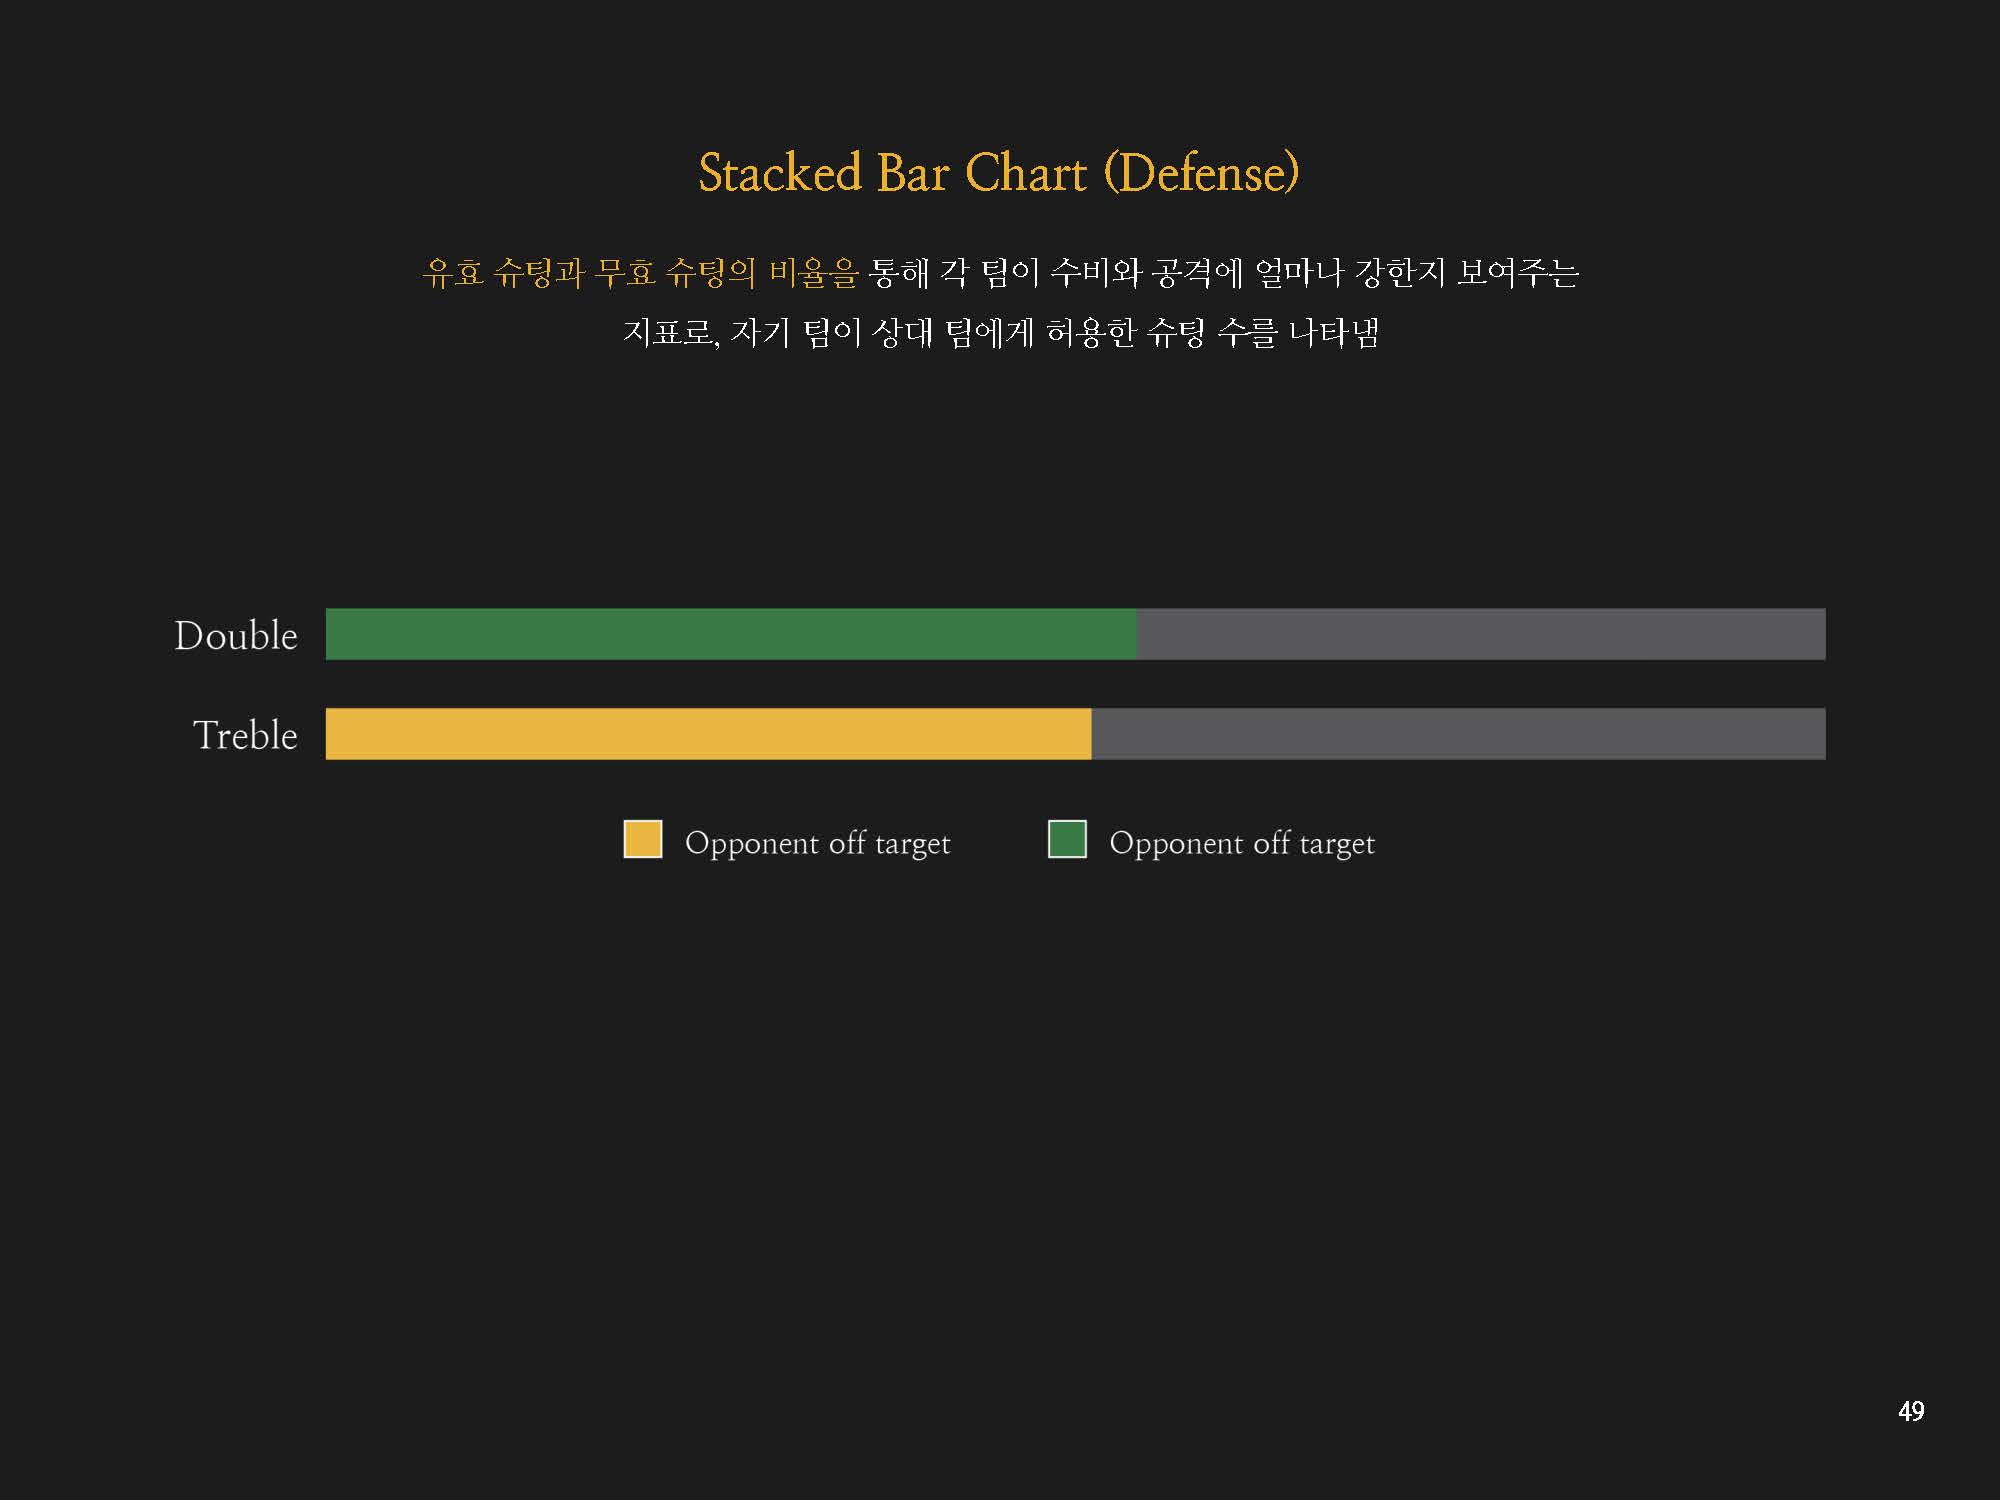 Stacked Bar Chart (Defense)
유효 슈팅과 무효 슈팅의 비율을 통해 각 팀이 수비와 공격에 얼마나 강한지 보여주는
지표로, 자기 팀이 상대 팀에게 허용한 슈팅 수를 나타냄
Double
Treble
Opponent off target
Opponent off target
49